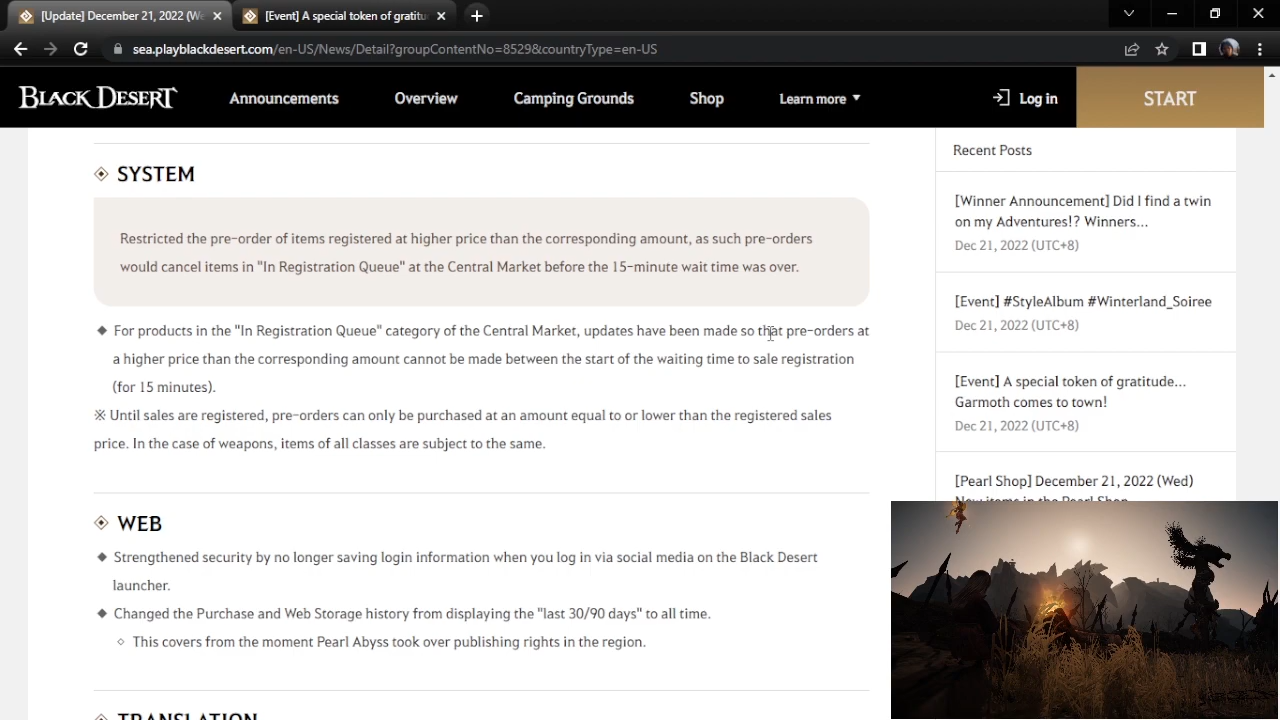 [Update] December 21, 2022 (We
[Event] A special token of gratitu
sea.playblackdesert.com/en-US/News/Detail?groupContentNo=8529&countryType=en-US
BLACK DESERT
Announcements
Overview
Camping Grounds
Shop
Learn more
Log in
START
SYSTEM
Restricted the pre-order of items registered at higher price than the corresponding amount, as such pre-orders
would cancel items in "In Registration Queue" at the Central Market before the 15-minute wait time was over.
◆ For products in the "In Registration Queue" category of the Central Market, updates have been made so that pre-orders at
a higher price than the corresponding amount cannot be made between the start of the waiting time to sale registration
(for 15 minutes).
※ Until sales are registered, pre-orders can only be purchased at an amount equal to or lower than the registered sales
price. In the case of weapons, items of all classes are subject to the same.
WEB
◆ Strengthened security by no longer saving login information when you log in via social media on the Black Desert
launcher.
◆ Changed the Purchase and Web Storage history from displaying the "last 30/90 days" to all time.
◇ This covers from the moment Pearl Abyss took over publishing rights in the region.
TRANSLATION
Recent Posts
[Winner Announcement] Did I find a twin
on my Adventures!? Winners...
Dec 21, 2022 (UTC+8)
[Event] #StyleAlbum #Winterland_Soiree
Dec 21, 2022 (UTC+8)
[Event] A special token of gratitude...
Garmoth comes to town!
Dec 21, 2022 (UTC+8)
[Pearl Shop] December 21, 2022 (Wed)
New items in the Pearl Shop